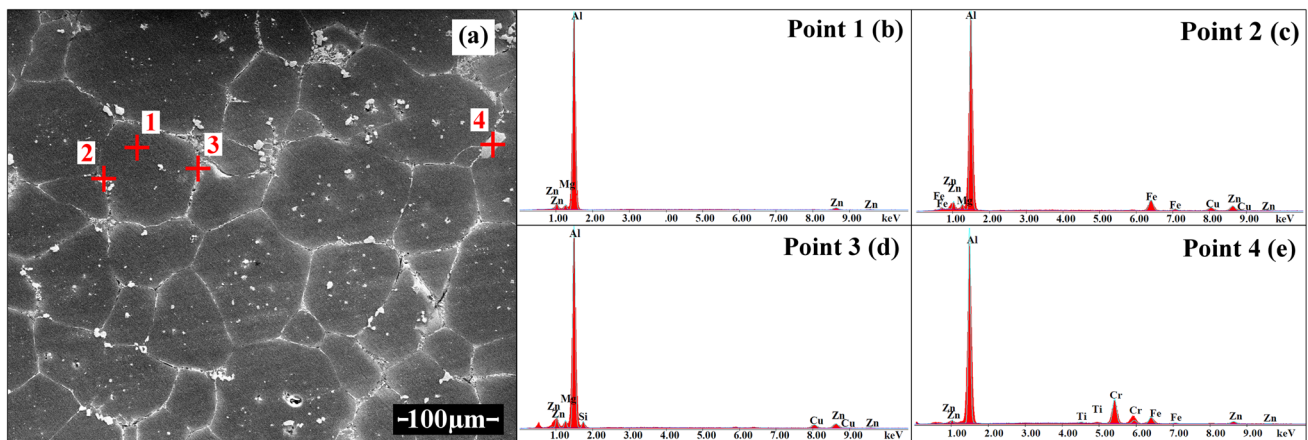 (a)
1
2
3
4
100μm
Point 1 (b)
Al
Zn
Mg
Zn
Zn
1.00 2.00 3.00 .00 5.00 6.00 7.00 8.00 9.00 keV
Point 2 (c)
Al
Zn
Zn
Fe
Fe
Mg
Fe
Fe
Cu
Zn
Cu
Zn
1.00 2.00 3.00 4.00 5.00 6.00 7.00 8.00 9.00 keV
Point 3 (d)
Al
Mg
Zn
Zn
Si
Cu
Zn
Cu
Zn
1.00 2.00 3.00 4.00 5.00 6.00 7.00 8.00 9.00 keV
Point 4 (e)
Al
Zn
Zn
Ti
Ti
Cr
Cr
Fe
Fe
Zn
Zn
1.00 2.00 3.00 4.00 5.00 6.00 7.00 8.00 9.00 keV